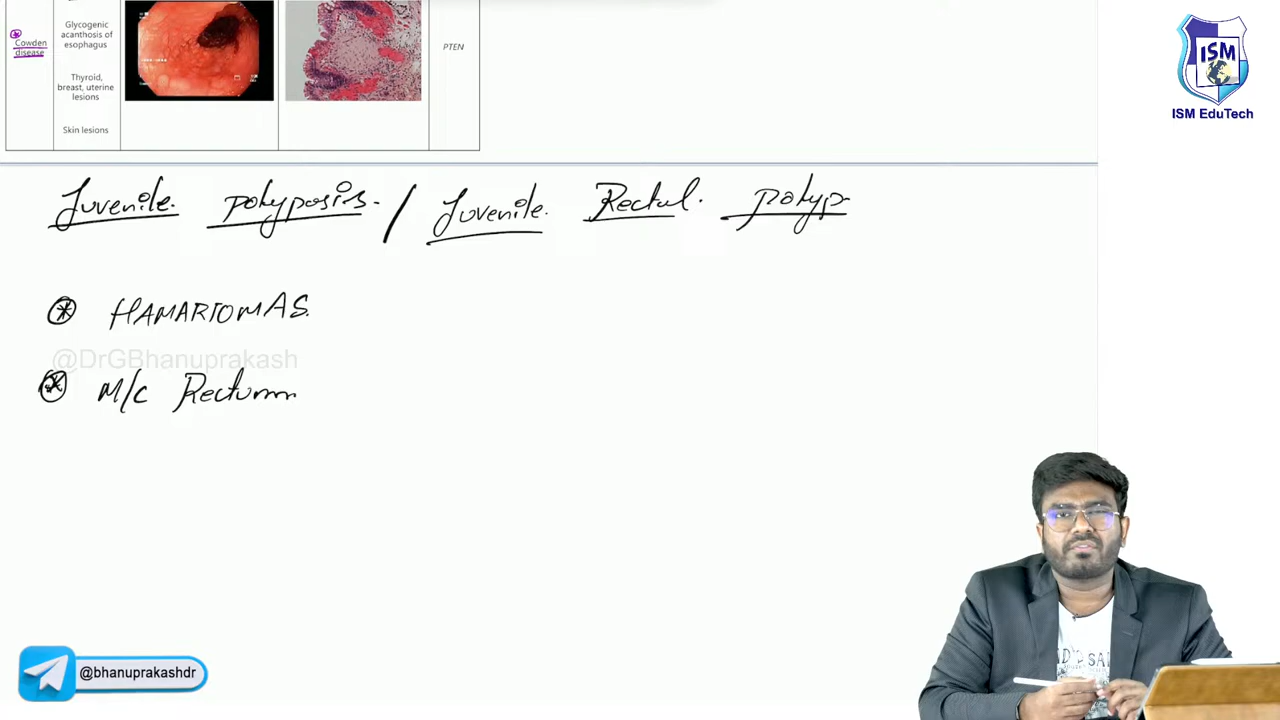 Glycogenic
acanthosis of
esophagus
Cowden
disease
PTEN
Thyroid,
breast, uterine
lesions
Skin lesions
ISM
ISM EduTech
Juvenile polyposis / Juvenile Rectal polyp
HAMARTOMAS.
@DrGBhanuprakash
M/C Rectum
@bhanuprakashdr